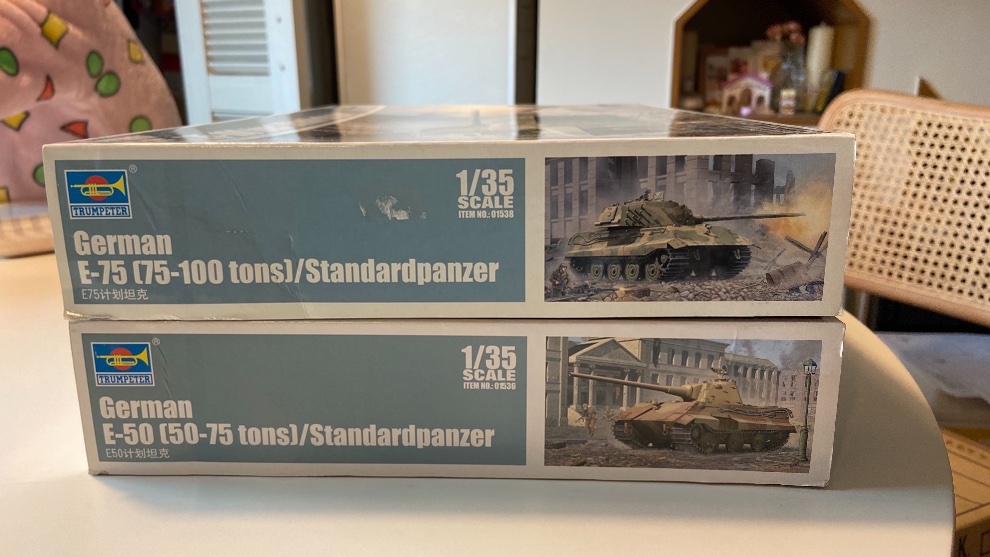 TRUMPETER
®
1/35
SCALE
ITEM NO.: 01538
German
E-75 (75-100 tons)/Standardpanzer
E75计划坦克
TRUMPETER
®
1/35
SCALE
ITEM NO.: 01536
German
E-50 (50-75 tons)/Standardpanzer
E50计划坦克